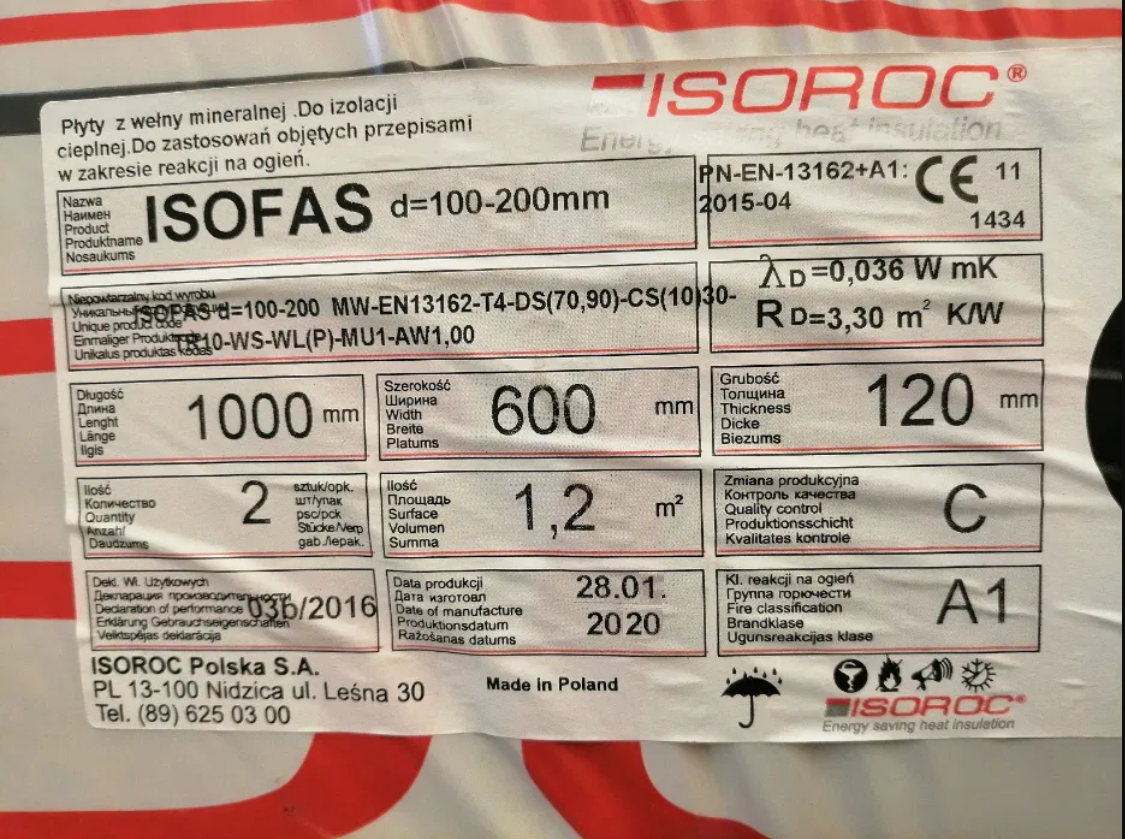 Płyty z wełny mineralnej .Do izolacji
cieplnej.Do zastosowań objętych przepisami
w zakresie reakcji na ogień.
ISOROC®
Energy saving heat insulation
Nazwa
Наимен
Product
Produktname
Nosaukums
ISOFAS d=100-200mm
PN-EN-13162+A1:
2015-04
CE 11
1434
Niepowtarzalny kod wyrobu
Уникальный
Unique product code
Einmaliger
Unikalus produktas kodas
ISOFAS d=100-200 MW-EN13162-T4-DS(70,90)-CS(10)30-
TR10-WS-WL(P)-MU1-AW1,00
λD=0,036 W mK
RD=3,30 m² K/W
Długość
Длина
Lenght
Länge
Ilgis
1000 mm
Szerokość
Ширина
Width
Breite
Platums
600 mm
Grubość
Толщина
Thickness
Dicke
Biezums
120 mm
Ilość
Количество
Quantity
Anzahl
Daudzums
2
sztuk/opk.
шт/упак
psc/pck
Stücke/Verp
gab./iepak.
Ilość
Площадь
Surface
Volumen
Summa
1,2 m²
Zmiana produkcyjna
Контроль качества
Quality control
Produktionsschicht
Kvalitates kontrole
C
Dekl. Wł. Użytkowych
Декларация производительности
Declaration of performance
Erklärung Gebrauchseigenschaften
Veiktspējas deklarācija
03b/2016
Data produkcji
Дата изготовл
Date of manufacture
Produktionsdatum
Ražošanas datums
28.01.
2020
Kl. reakcji na ogień
Группа горючести
Fire classification
Brandklase
Ugunsreakcijas klase
A1
ISOROC Polska S.A.
PL 13-100 Nidzica ul. Leśna 30
Tel. (89) 625 03 00
Made in Poland
ISOROC®
Energy saving heat insulation